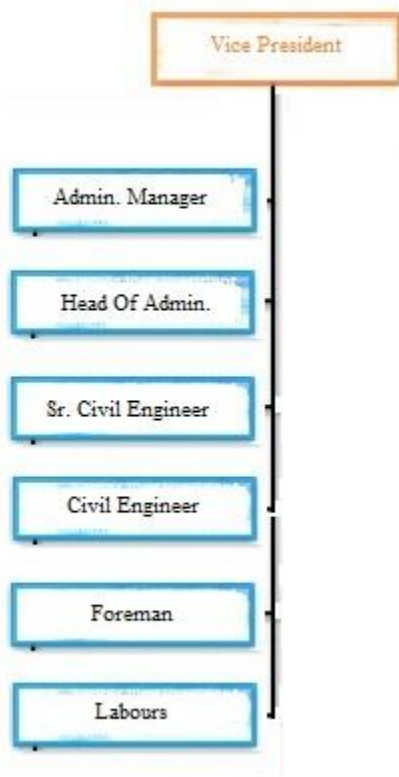 Vice President
Admin. Manager
Head Of Admin.
Sr. Civil Engineer
Civil Engineer
Foreman
Labours